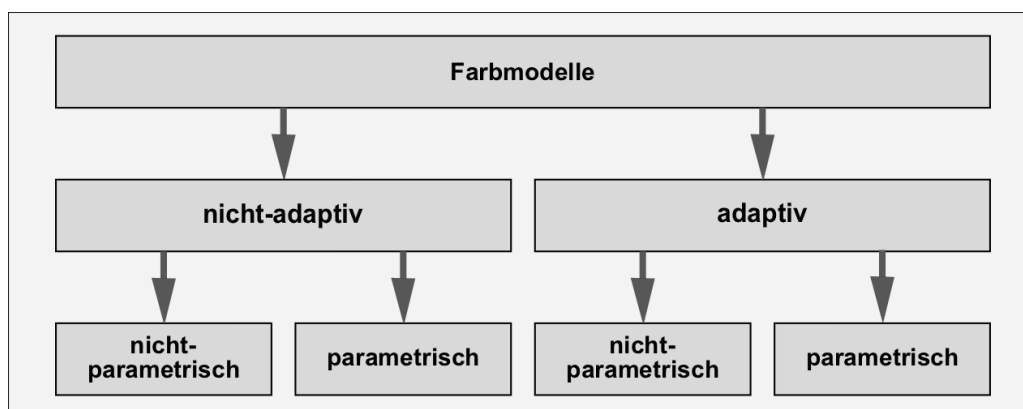 Farbmodelle
nicht-adaptiv
adaptiv
nicht-
parametrisch
parametrisch
nicht-
parametrisch
parametrisch